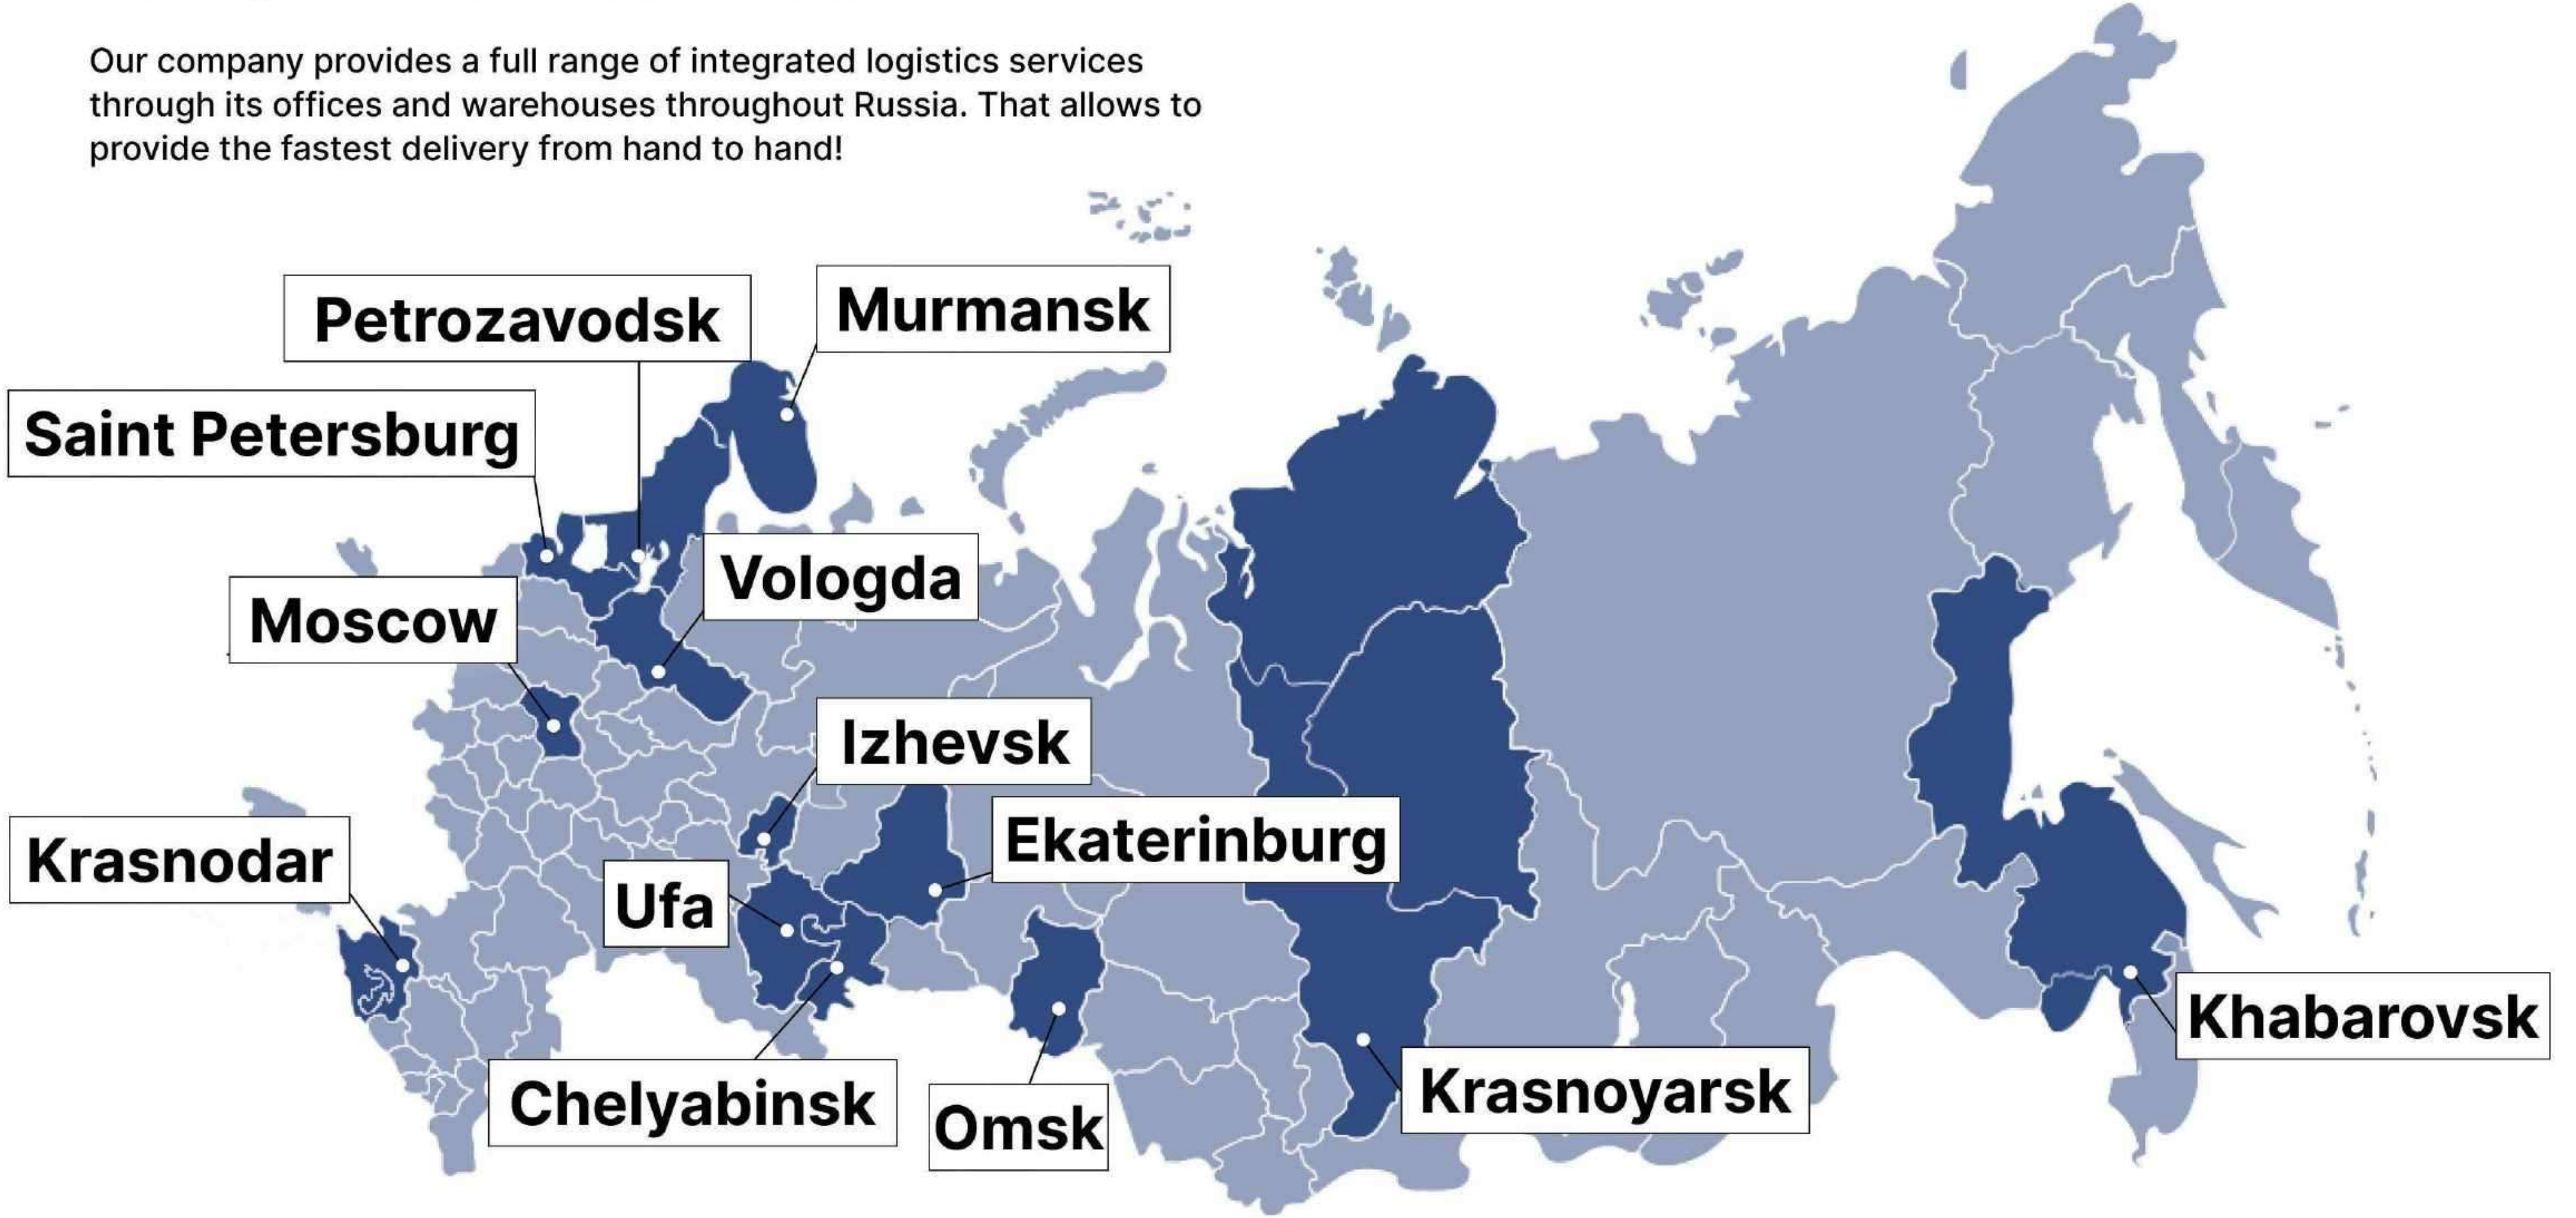 Our company provides a full range of integrated logistics services
through its offices and warehouses throughout Russia. That allows to
provide the fastest delivery from hand to hand!
Petrozavodsk
Murmansk
Saint Petersburg
Vologda
Moscow
Izhevsk
Ekaterinburg
Krasnodar
Ufa
Khabarovsk
Chelyabinsk
Omsk
Krasnoyarsk